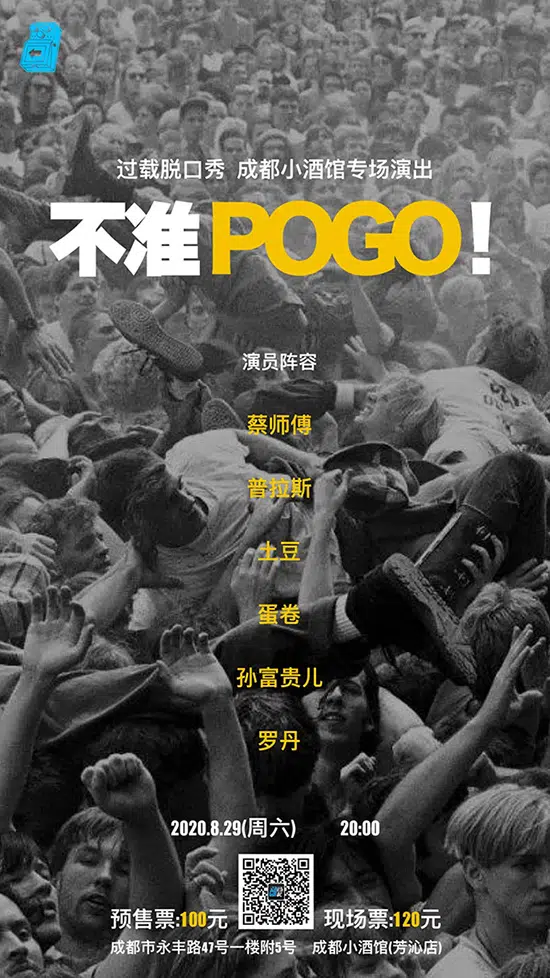 过载脱口秀 成都小酒馆专场演出
不准POGO!
演员阵容
蔡师傅
普拉斯
土豆
蛋卷
孙富贵儿
罗丹
2020.8.29(周六) 20:00
预售票:100元 现场票:120元
成都市永丰路47号一楼附5号 成都小酒馆(芳沁店)